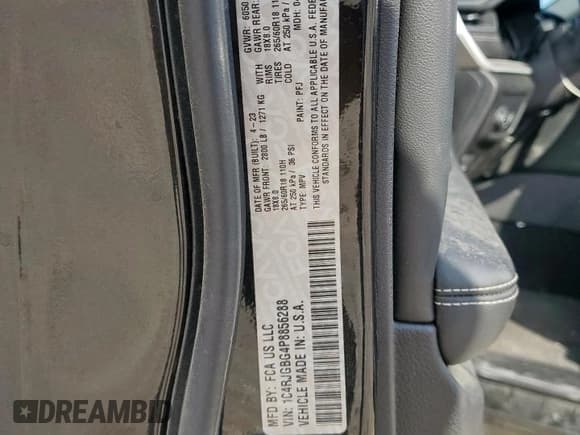 MFD BY: FCA US LLC
DATE OF MFR (BUILT): 4-23
GVWR: 6050
GAWR FRONT: 2800 LB / 1271 KG
WITH
GAWR REAR:
18X8.0
RIMS
18X8.0
265/60R18 110H
TIRES
265/60R18 110
AT 250 kPa / 36 PSI
COLD
AT 250 kPa /
VIN: 1C4RJGBG4P8856288
TYPE: MPV
PAINT: PFJ
MDH:
VEHICLE MADE IN: U.S.A.
THIS VEHICLE CONFORMS TO ALL APPLICABLE U.S.A. FEDE
STANDARDS IN EFFECT ON THE DATE OF MANUFA
DREAMBID